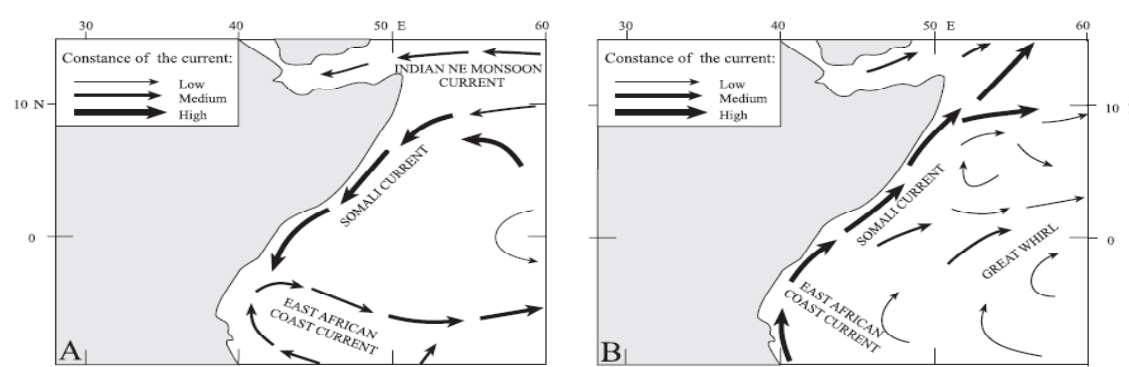 30 40 50 E 60
Constance of the current:
Low
Medium
High
INDIAN NE MONSOON
CURRENT
10 N
SOMALI CURRENT
0
EAST AFRICAN
COAST CURRENT
A
30 40 50 E 60
Constance of the current:
Low
Medium
High
10
SOMALI CURRENT
0
GREAT WHIRL
EAST AFRICAN
COAST CURRENT
B